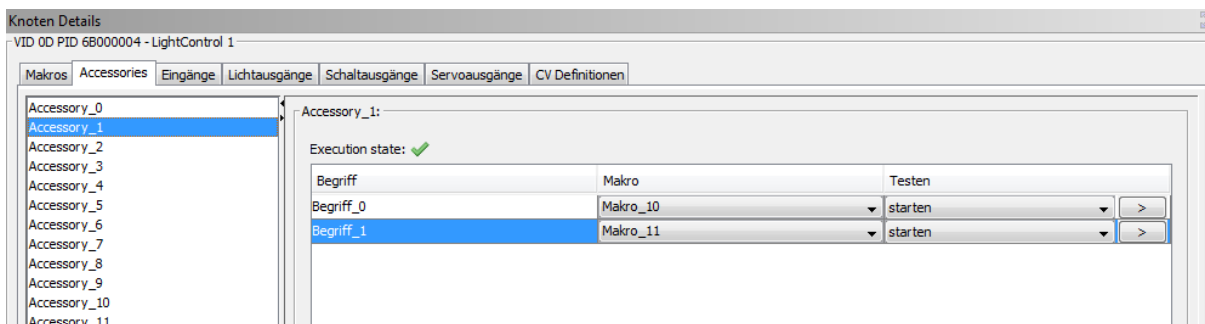 Knoten Details
VID 0D PID 6B000004 - LightControl 1
Makros Accessories Eingänge Lichtausgänge Schaltausgänge Servoausgänge CV Definitionen
Accessory_0
Accessory_1
Accessory_2
Accessory_3
Accessory_4
Accessory_5
Accessory_6
Accessory_7
Accessory_8
Accessory_9
Accessory_10
Accessory_11
Accessory_1:
Execution state:
Begriff Makro Testen
Begriff_0 Makro_10 starten >
Begriff_1 Makro_11 starten >